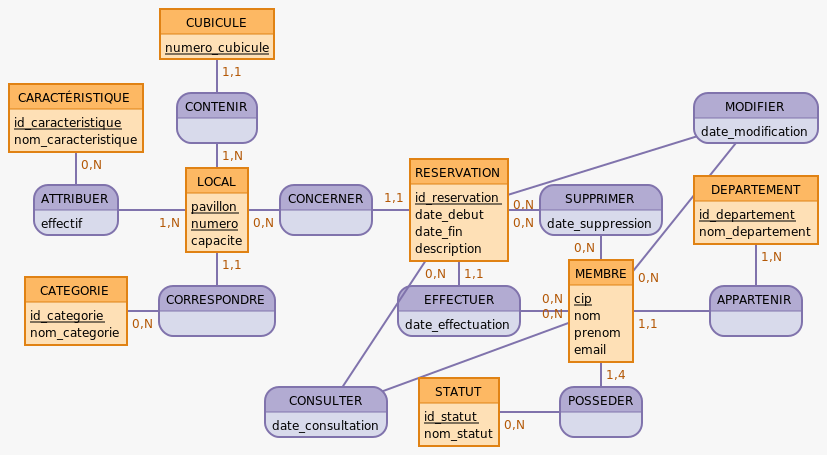 CUBICULE
numero_cubicule
1,1
CARACTÉRISTIQUE
id_caracteristique
nom_caracteristique
0,N
CONTENIR
1,N
MODIFIER
date_modification
ATTRIBUER
effectif
1,N
LOCAL
pavillon
numero
capacite
0,N
1,1
CONCERNER
1,1
RESERVATION
id_reservation
date_debut
date_fin
description
0,N
0,N
0,N
1,1
SUPPRIMER
date_suppression
0,N
DEPARTEMENT
id_departement
nom_departement
1,N
CATEGORIE
id_categorie
nom_categorie
0,N
CORRESPONDRE
EFFECTUER
date_effectuation
0,N
0,N
MEMBRE
cip
nom
prenom
email
0,N
1,1
1,4
APPARTENIR
CONSULTER
date_consultation
STATUT
id_statut
nom_statut
0,N
POSSEDER